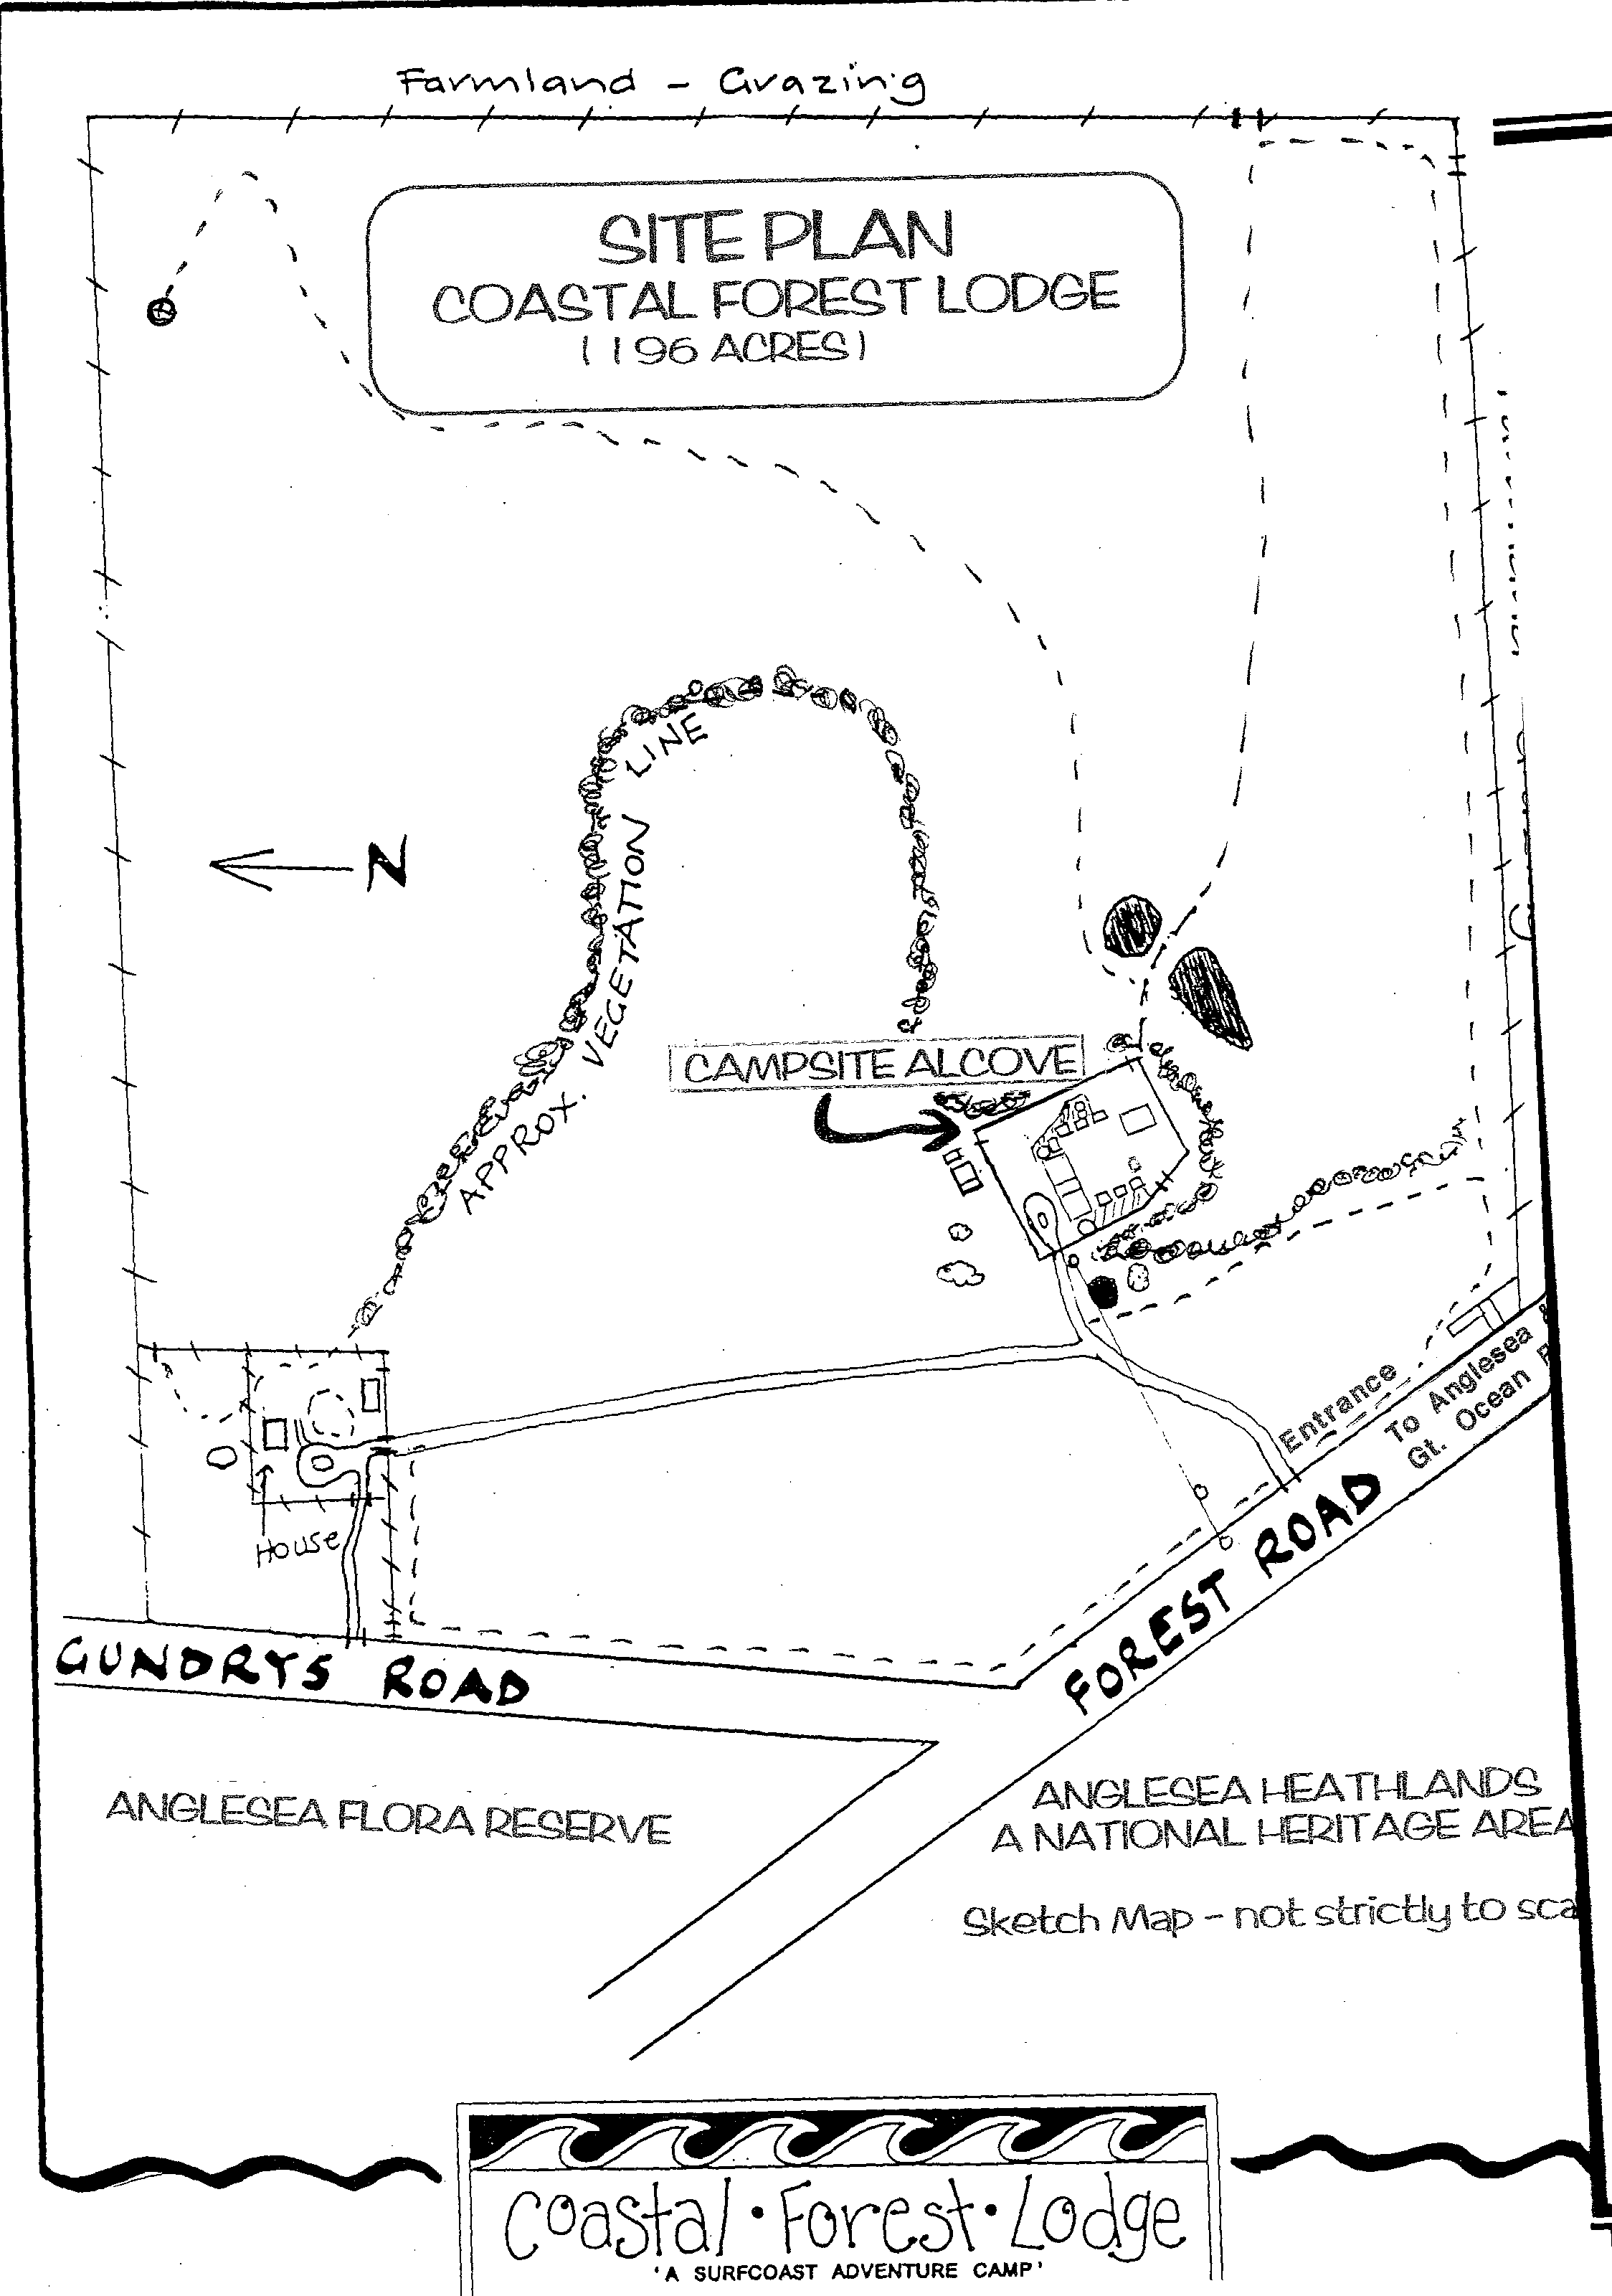 Farmland - Grazing
SITE PLAN
COASTAL FOREST LODGE
(196 ACRES)
LINE
VEGETATION
APPROX.
N
CAMPSITE ALCOVE
Entrance
To Anglesea &
Gt. Ocean
House
FOREST ROAD
GUNDRYS ROAD
ANGLESEA FLORA RESERVE
ANGLESEA HEATHLANDS
A NATIONAL HERITAGE AREA
Sketch Map - not strictly to sca
Coastal • Forest • Lodge
'A SURFCOAST ADVENTURE CAMP'